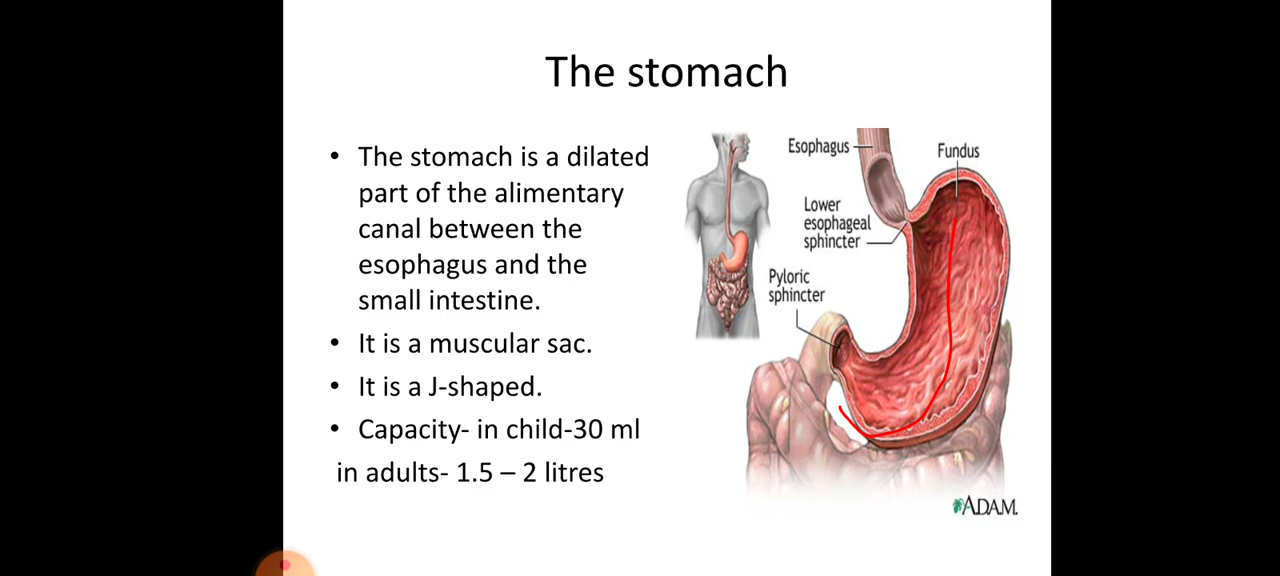 The stomach
• The stomach is a dilated
part of the alimentary
canal between the
esophagus and the
small intestine.
• It is a muscular sac.
• It is a J-shaped.
• Capacity- in child-30 ml
in adults- 1.5 – 2 litres
Esophagus
Fundus
Lower
esophageal
sphincter
Pyloric
sphincter
ADAM.